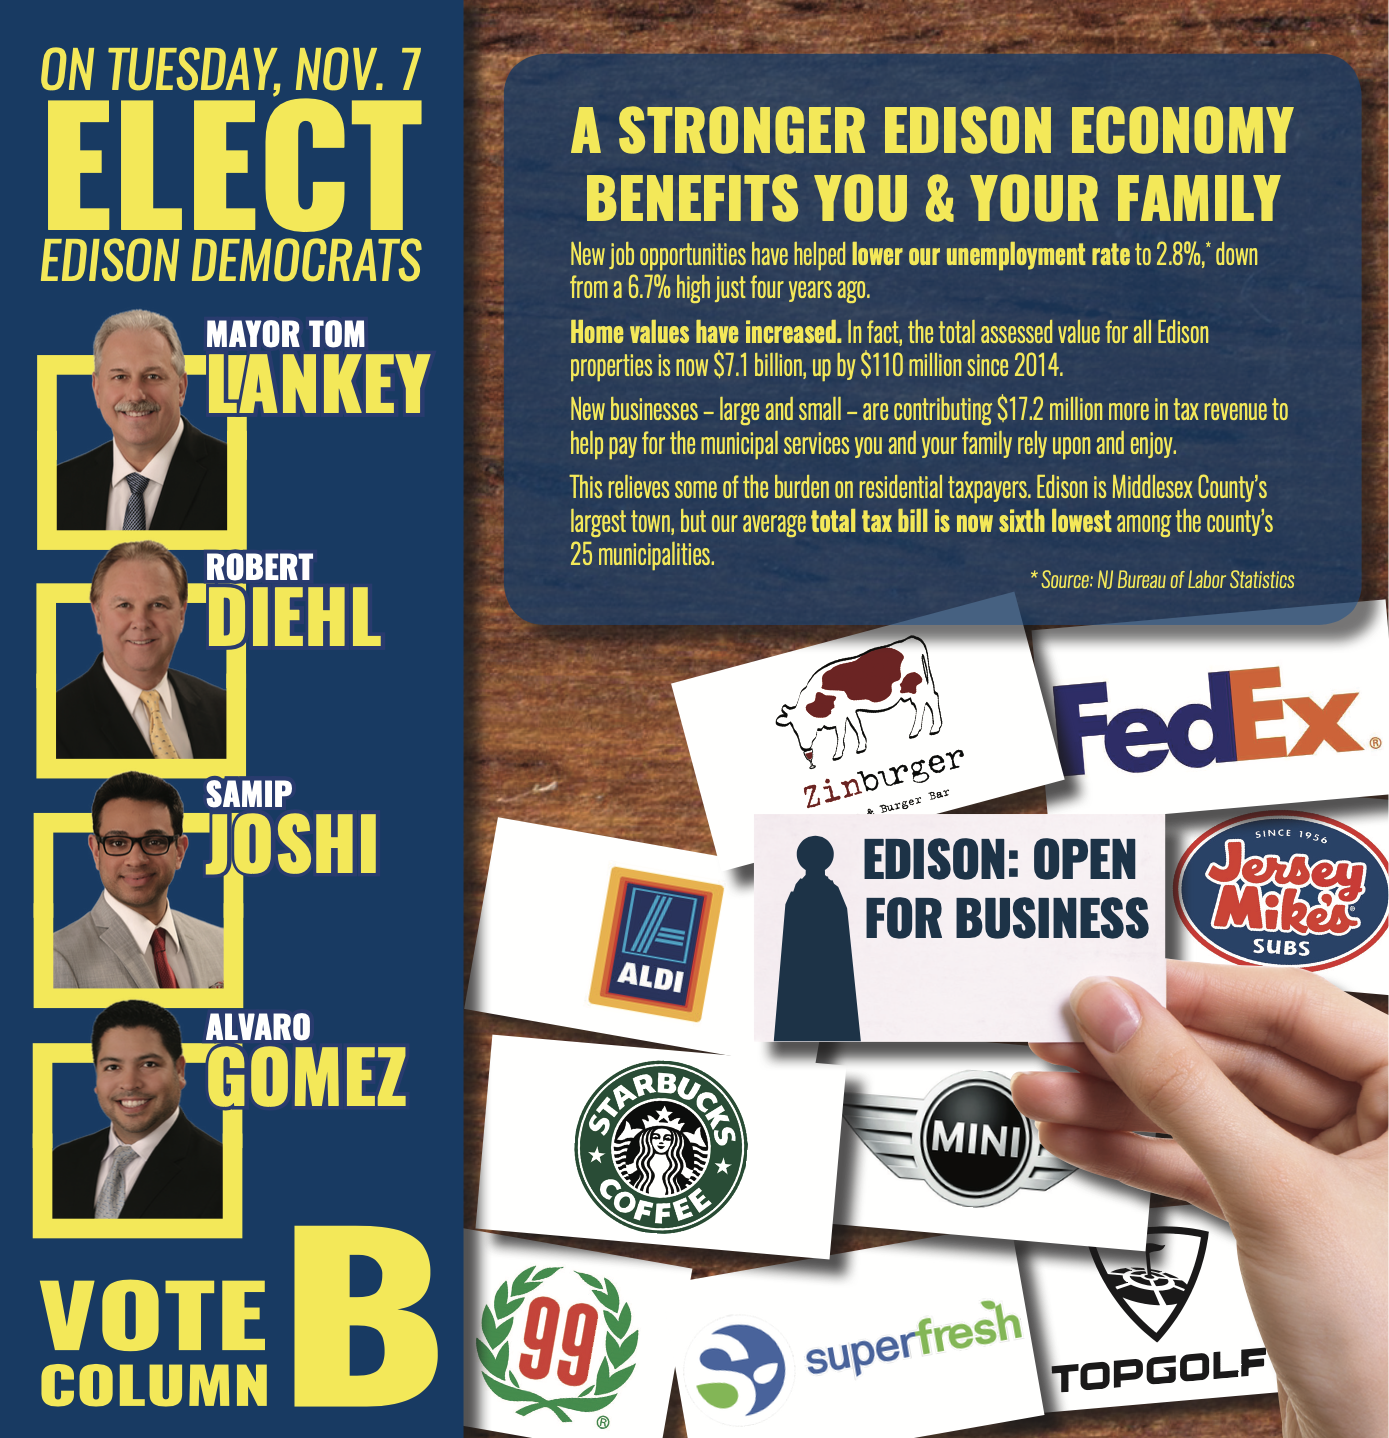 ON TUESDAY, NOV. 7
ELECT
EDISON DEMOCRATS
MAYOR TOM
LANKEY
ROBERT
DIEHL
SAMIP
JOSHI
ALVARO
GOMEZ
VOTE
COLUMN
B
A STRONGER EDISON ECONOMY
BENEFITS YOU & YOUR FAMILY
New job opportunities have helped lower our unemployment rate to 2.8%,* down
from a 6.7% high just four years ago.
Home values have increased. In fact, the total assessed value for all Edison
properties is now $7.1 billion, up by $110 million since 2014.
New businesses – large and small – are contributing $17.2 million more in tax revenue to
help pay for the municipal services you and your family rely upon and enjoy.
This relieves some of the burden on residential taxpayers. Edison is Middlesex County's
largest town, but our average total tax bill is now sixth lowest among the county's
25 municipalities.
* Source: NJ Bureau of Labor Statistics
Zinburger
& Burger Bar
FedEx®
ALDI
EDISON: OPEN
FOR BUSINESS
SINCE 1956
Jersey
Mike's®
SUBS
STARBUCKS
COFFEE
MINI
99
®
superfresh
TOPGOLF